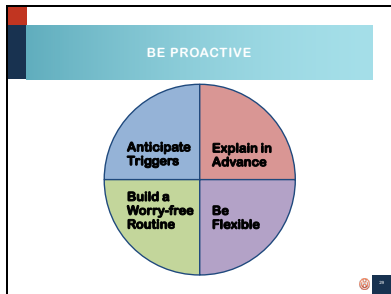 BE PROACTIVE
Anticipate
Triggers
Explain in
Advance
Build a
Worry-free
Routine
Be
Flexible